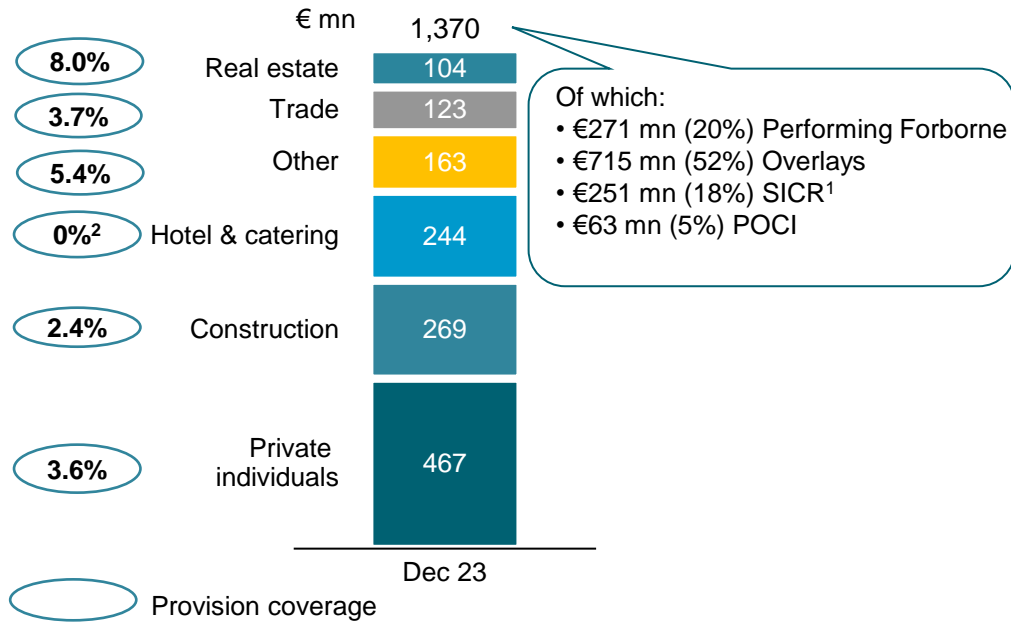 € mn
1,370
8.0%
Real estate
104
3.7%
Trade
123
5.4%
Other
163
0%²
Hotel & catering
244
2.4%
Construction
269
3.6%
Private
individuals
467
Dec 23
Provision coverage
Of which:
• €271 mn (20%) Performing Forborne
• €715 mn (52%) Overlays
• €251 mn (18%) SICR¹
• €63 mn (5%) POCI